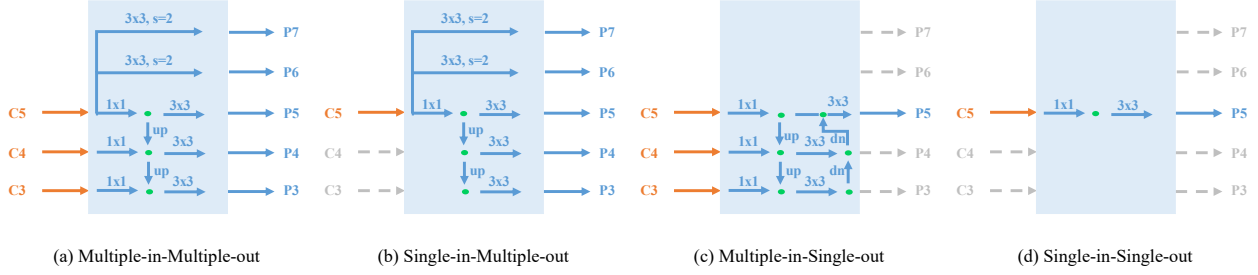 3x3, s=2
P7
3x3, s=2
P6
C5
1x1
3x3
P5
up
C4
1x1
3x3
P4
up
C3
1x1
3x3
P3
(a) Multiple-in-Multiple-out
3x3, s=2
P7
3x3, s=2
P6
C5
1x1
3x3
P5
up
C4
3x3
P4
up
C3
3x3
P3
(b) Single-in-Multiple-out
P7
P6
C5
1x1
3x3
P5
up
dn
C4
1x1
3x3
P4
up
dn
C3
1x1
3x3
P3
(c) Multiple-in-Single-out
P7
P6
C5
1x1
3x3
P5
C4
P4
C3
P3
(d) Single-in-Single-out